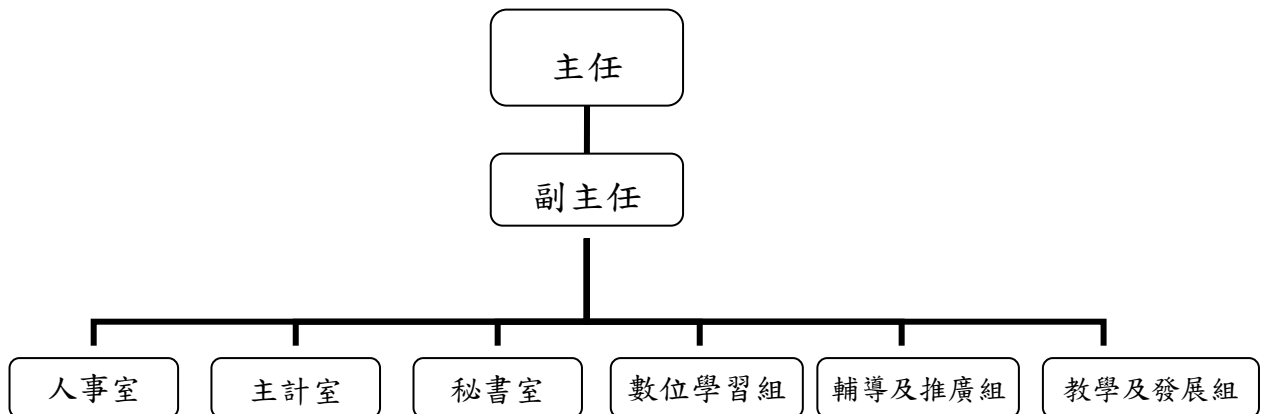 主任
副主任
人事室
主計室
秘書室
數位學習組
輔導及推廣組
教學及發展組